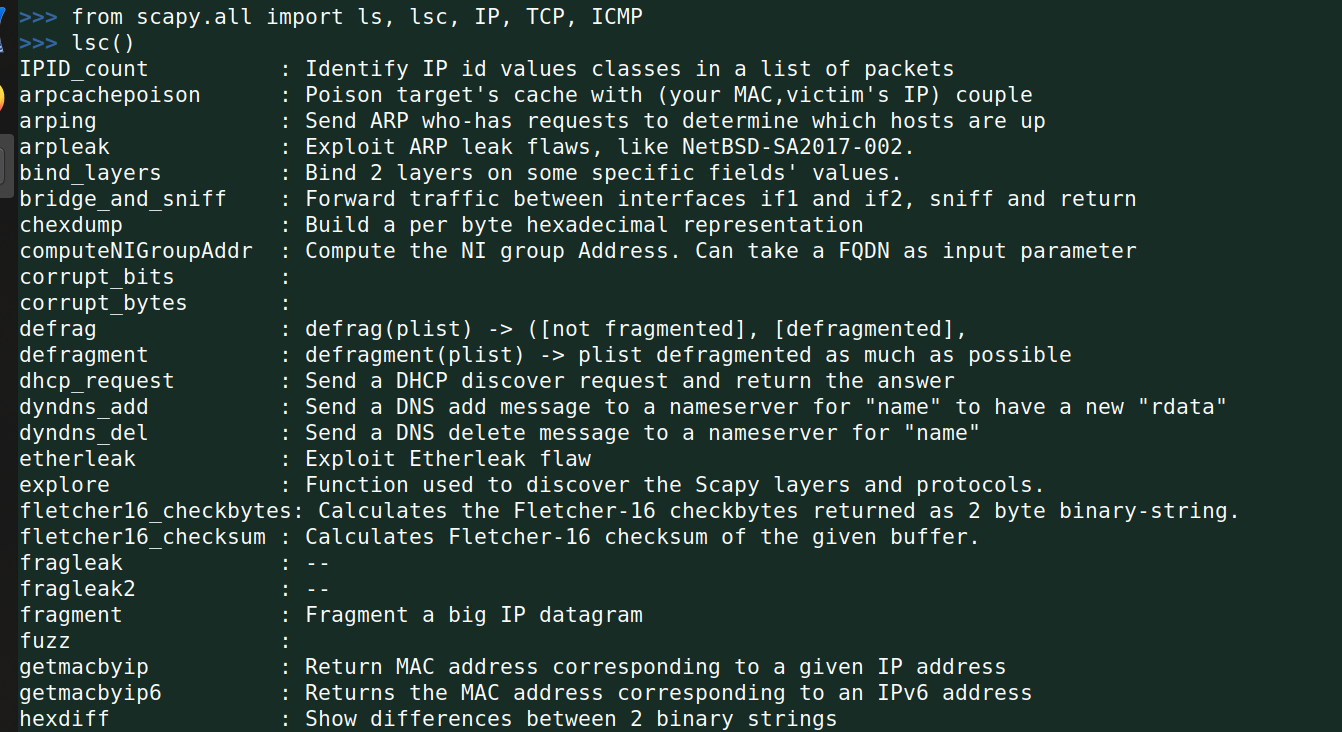 >>> from scapy.all import ls, lsc, IP, TCP, ICMP
>>> lsc()
IPID_count          : Identify IP id values classes in a list of packets
arpcachepoison      : Poison target's cache with (your MAC,victim's IP) couple
arping              : Send ARP who-has requests to determine which hosts are up
arpleak             : Exploit ARP leak flaws, like NetBSD-SA2017-002.
bind_layers         : Bind 2 layers on some specific fields' values.
bridge_and_sniff    : Forward traffic between interfaces if1 and if2, sniff and return
chexdump            : Build a per byte hexadecimal representation
computeNIGroupAddr  : Compute the NI group Address. Can take a FQDN as input parameter
corrupt_bits        :
corrupt_bytes       :
defrag              : defrag(plist) -> ([not fragmented], [defragmented],
defragment          : defragment(plist) -> plist defragmented as much as possible
dhcp_request        : Send a DHCP discover request and return the answer
dyndns_add          : Send a DNS add message to a nameserver for "name" to have a new "rdata"
dyndns_del          : Send a DNS delete message to a nameserver for "name"
etherleak           : Exploit Etherleak flaw
explore             : Function used to discover the Scapy layers and protocols.
fletcher16_checkbytes: Calculates the Fletcher-16 checkbytes returned as 2 byte binary-string.
fletcher16_checksum : Calculates Fletcher-16 checksum of the given buffer.
fragleak            : --
fragleak2           : --
fragment            : Fragment a big IP datagram
fuzz                :
getmacbyip          : Return MAC address corresponding to a given IP address
getmacbyip6         : Returns the MAC address corresponding to an IPv6 address
hexdiff             : Show differences between 2 binary strings